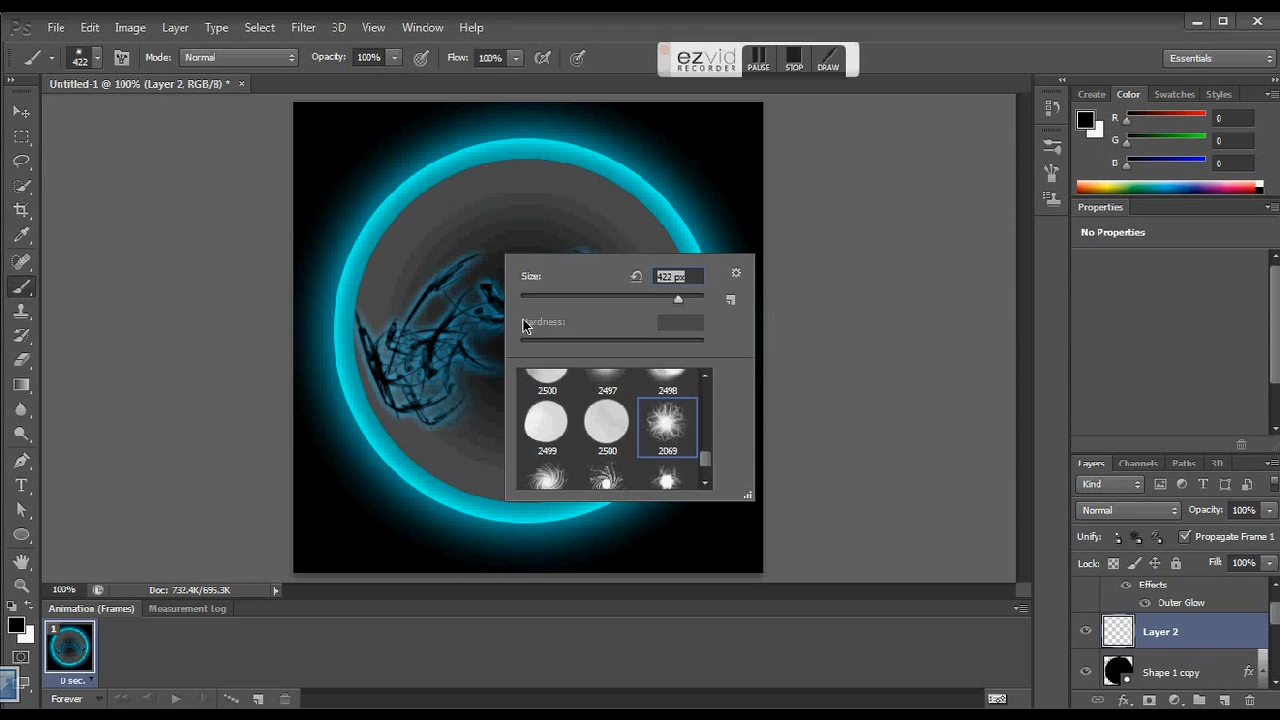 Ps File Edit Image Layer Type Select Filter 3D View Window Help
422 Mode: Normal Opacity: 100% Flow: 100% ezvid RECORDER PAUSE STOP DRAW Essentials
Untitled-1 @ 100% (Layer 2, RGB/8) * ×
Create Color Swatches Styles
R 0
G 0
B 0
Properties
No Properties
Size: 422 px
Hardness:
2500 2497 2498
2499 2500 2069
Layers Channels Paths 3D
Kind
Normal Opacity: 100%
Unify: Propagate Frame 1
Lock: Fill: 100%
Effects
Outer Glow
Layer 2
Shape 1 copy fx
100% Doc: 732.4K/695.3K
Animation (Frames) Measurement Log
1
0 sec.
Forever
fx